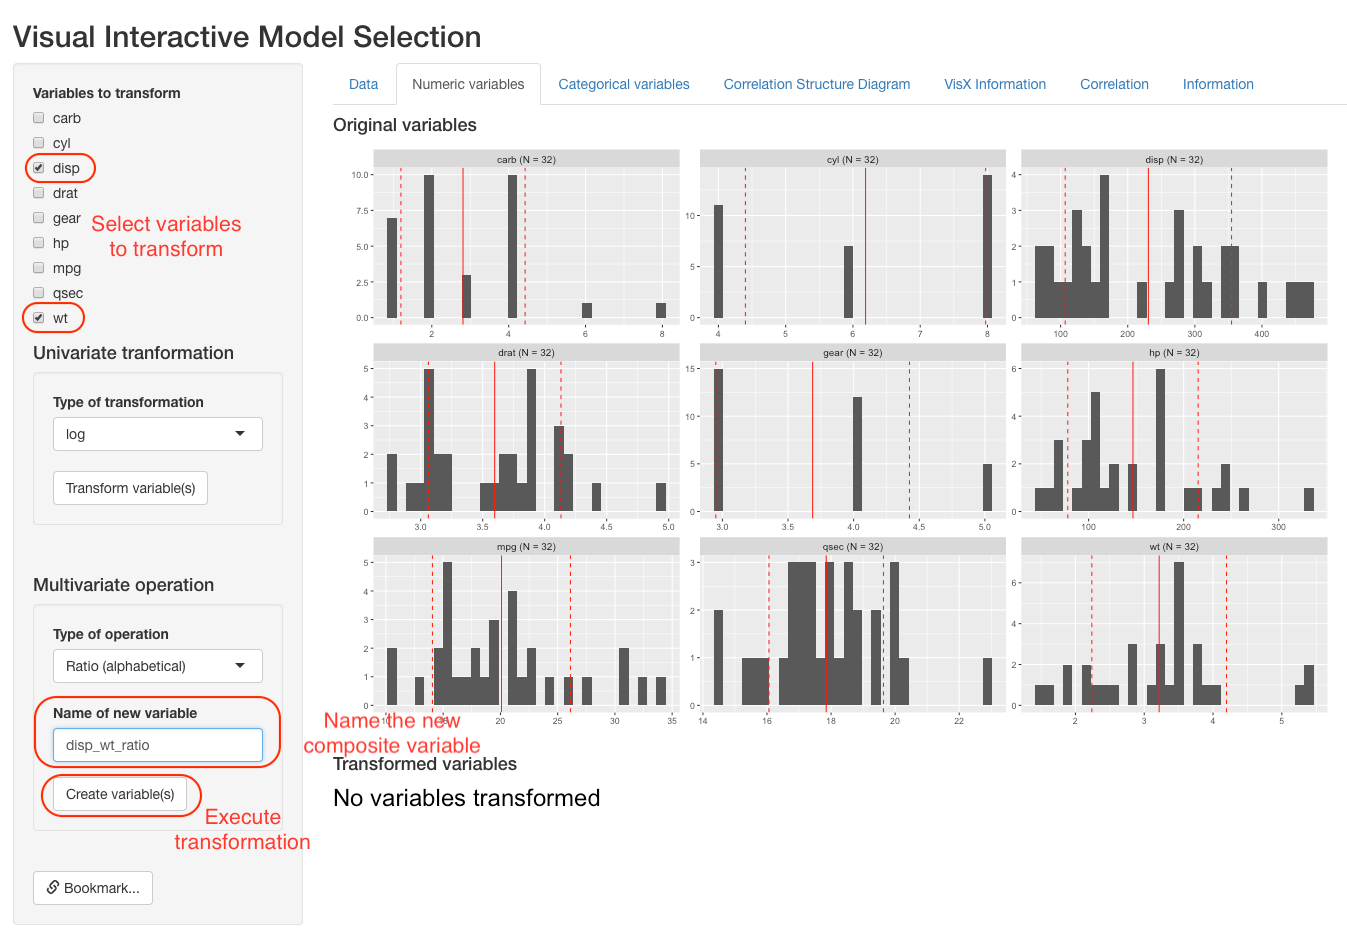 Visual Interactive Model Selection
Variables to transform
carb
cyl
disp
drat
gear
hp
mpg
qsec
wt
Select variables
to transform
Univariate tranformation
Type of transformation
log
Transform variable(s)
Multivariate operation
Type of operation
Ratio (alphabetical)
Name of new variable
disp_wt_ratio
Create variable(s)
Execute
transformation
Bookmark...
Data Numeric variables Categorical variables Correlation Structure Diagram VisX Information Correlation Information
Original variables
carb (N = 32)
10.0
7.5
5.0
2.5
0.0
2 4 6 8
cyl (N = 32)
10
5
0
4 5 6 7 8
disp (N = 32)
4
3
2
1
0
100 200 300 400
drat (N = 32)
5
4
3
2
1
0
3.0 3.5 4.0 4.5 5.0
gear (N = 32)
15
10
5
0
3.0 3.5 4.0 4.5 5.0
hp (N = 32)
6
4
2
0
100 200 300
mpg (N = 32)
5
4
3
2
1
0
10 15 20 25 30 35
qsec (N = 32)
3
2
1
0
14 16 18 20 22
wt (N = 32)
6
4
2
0
2 3 4 5
Name the new
composite variable
Transformed variables
No variables transformed